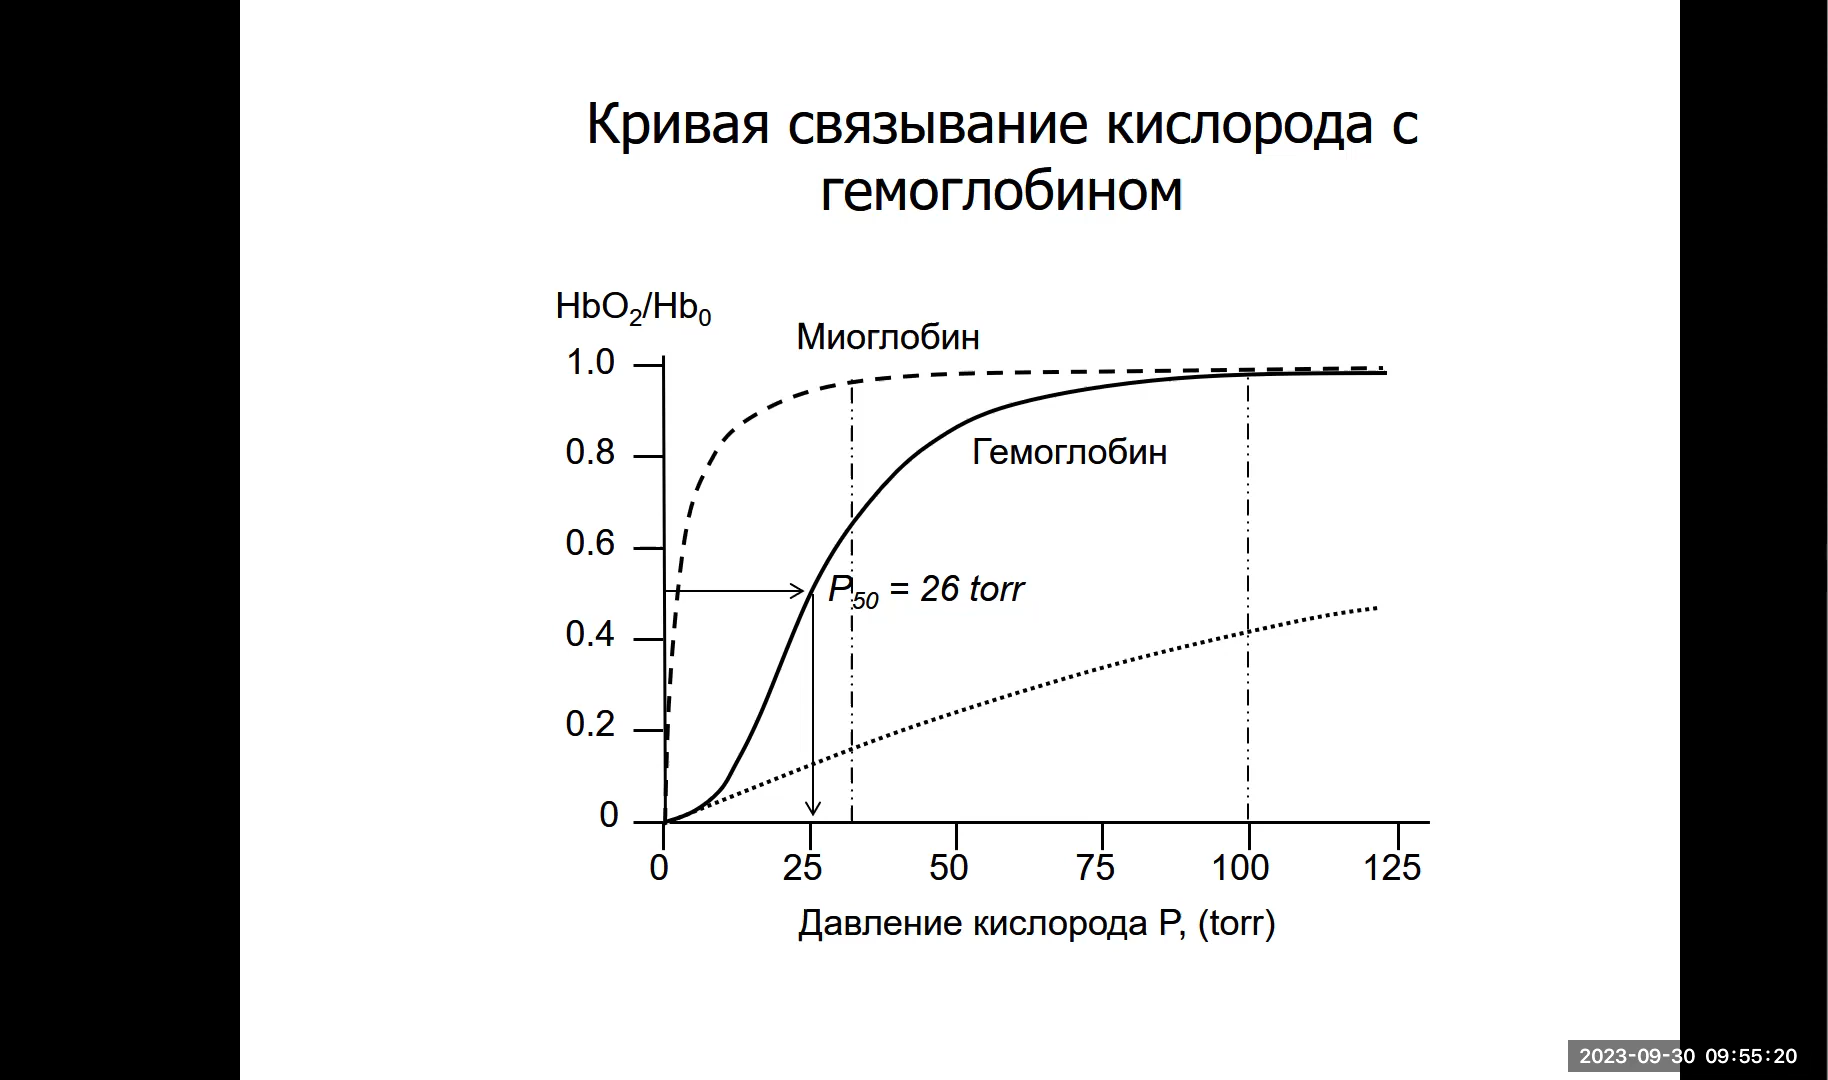 Кривая связывание кислорода с
гемоглобином
HbO₂/Hb₀
Миоглобин
1.0
0.8
Гемоглобин
0.6
P₅₀ = 26 torr
0.4
0.2
0
0 25 50 75 100 125
Давление кислорода P, (torr)
2023-09-30 09:55:20